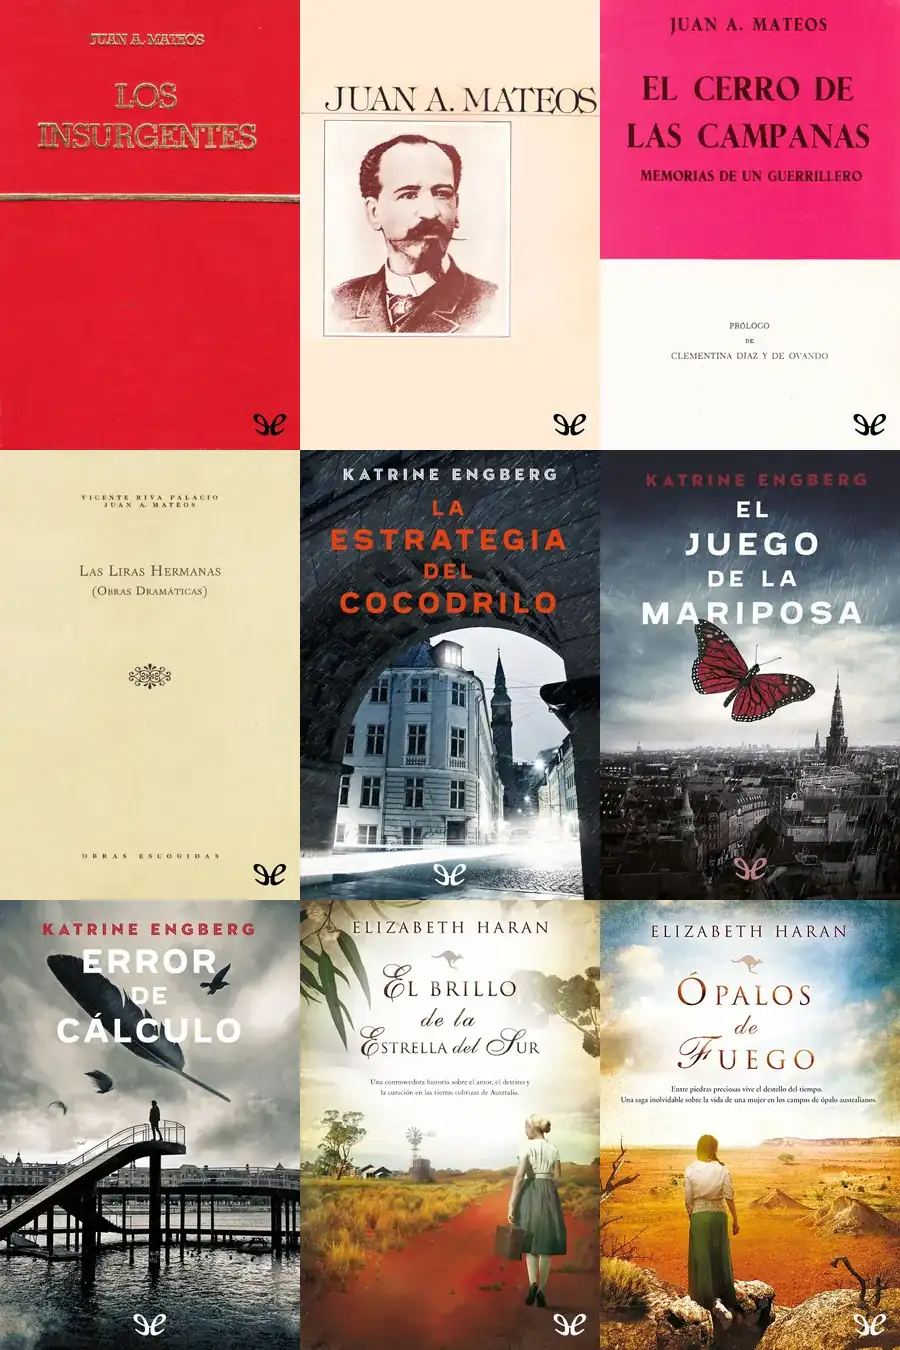 JUAN A. MATEOS
LOS
INSURGENTES
JUAN A. MATEOS
JUAN A. MATEOS
EL CERRO DE
LAS CAMPANAS
MEMORIAS DE UN GUERRILLERO
PRÓLOGO
DE
CLEMENTINA DIAZ Y DE OVANDO
VICENTE RIVA PALACIO
JUAN A. MATEOS
LAS LIRAS HERMANAS
(OBRAS DRAMÁTICAS)
OBRAS ESCOGIDAS
KATRINE ENGBERG
LA
ESTRATEGIA
DEL
COCODRILO
KATRINE ENGBERG
EL
JUEGO
DE LA
MARIPOSA
KATRINE ENGBERG
ERROR
DE
CÁLCULO
ELIZABETH HARAN
EL BRILLO
de la
ESTRELLA del SUR
Una conmovedora historia sobre el amor, el destino y
la curación en las tierras cobrizas de Australia.
ELIZABETH HARAN
ÓPALOS
de
FUEGO
Entre piedras preciosas vive el destello del tiempo.
Una saga inolvidable sobre la vida de una mujer en los campos de ópalo australianos.